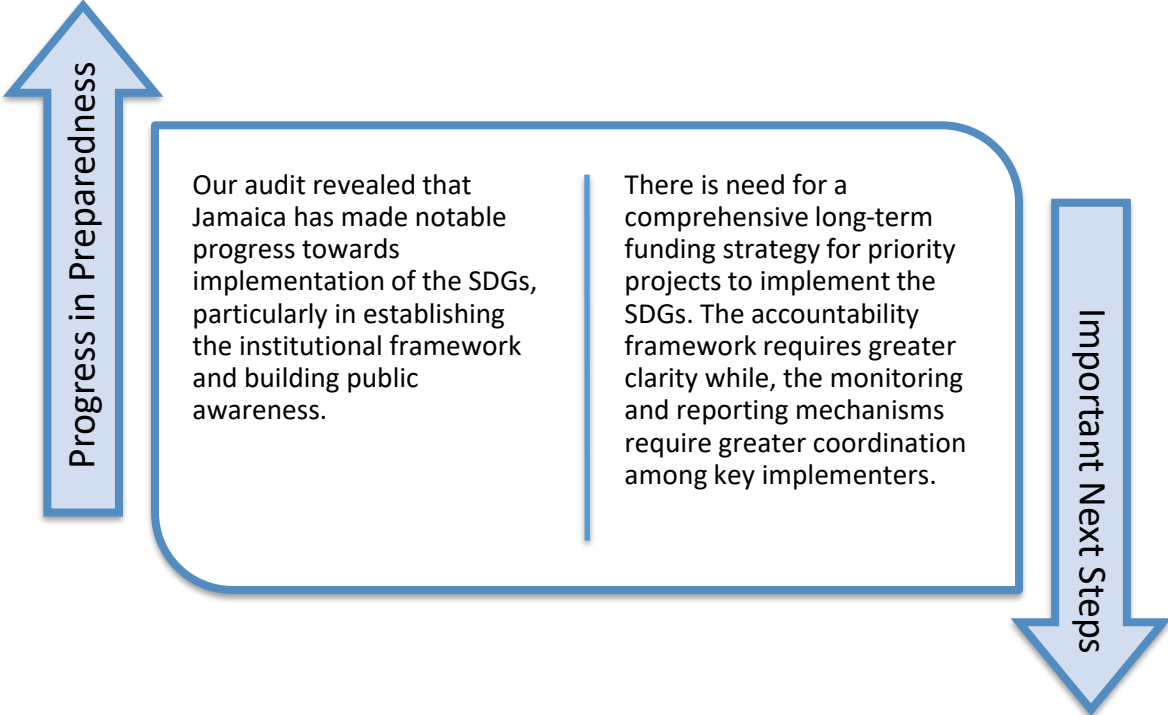 Progress in Preparedness
Our audit revealed that
Jamaica has made notable
progress towards
implementation of the SDGs,
particularly in establishing
the institutional framework
and building public
awareness.
There is need for a
comprehensive long-term
funding strategy for priority
projects to implement the
SDGs. The accountability
framework requires greater
clarity while, the monitoring
and reporting mechanisms
require greater coordination
among key implementers.
Important Next Steps